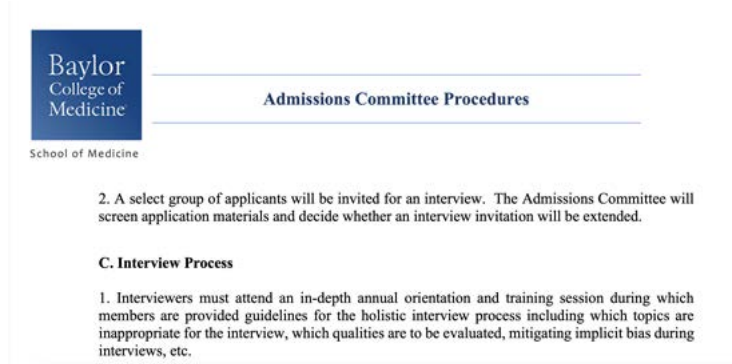 Baylor
College of
Medicine
School of Medicine
Admissions Committee Procedures
2. A select group of applicants will be invited for an interview. The Admissions Committee will
screen application materials and decide whether an interview invitation will be extended.
C. Interview Process
1. Interviewers must attend an in-depth annual orientation and training session during which
members are provided guidelines for the holistic interview process including which topics are
inappropriate for the interview, which qualities are to be evaluated, mitigating implicit bias during
interviews, etc.